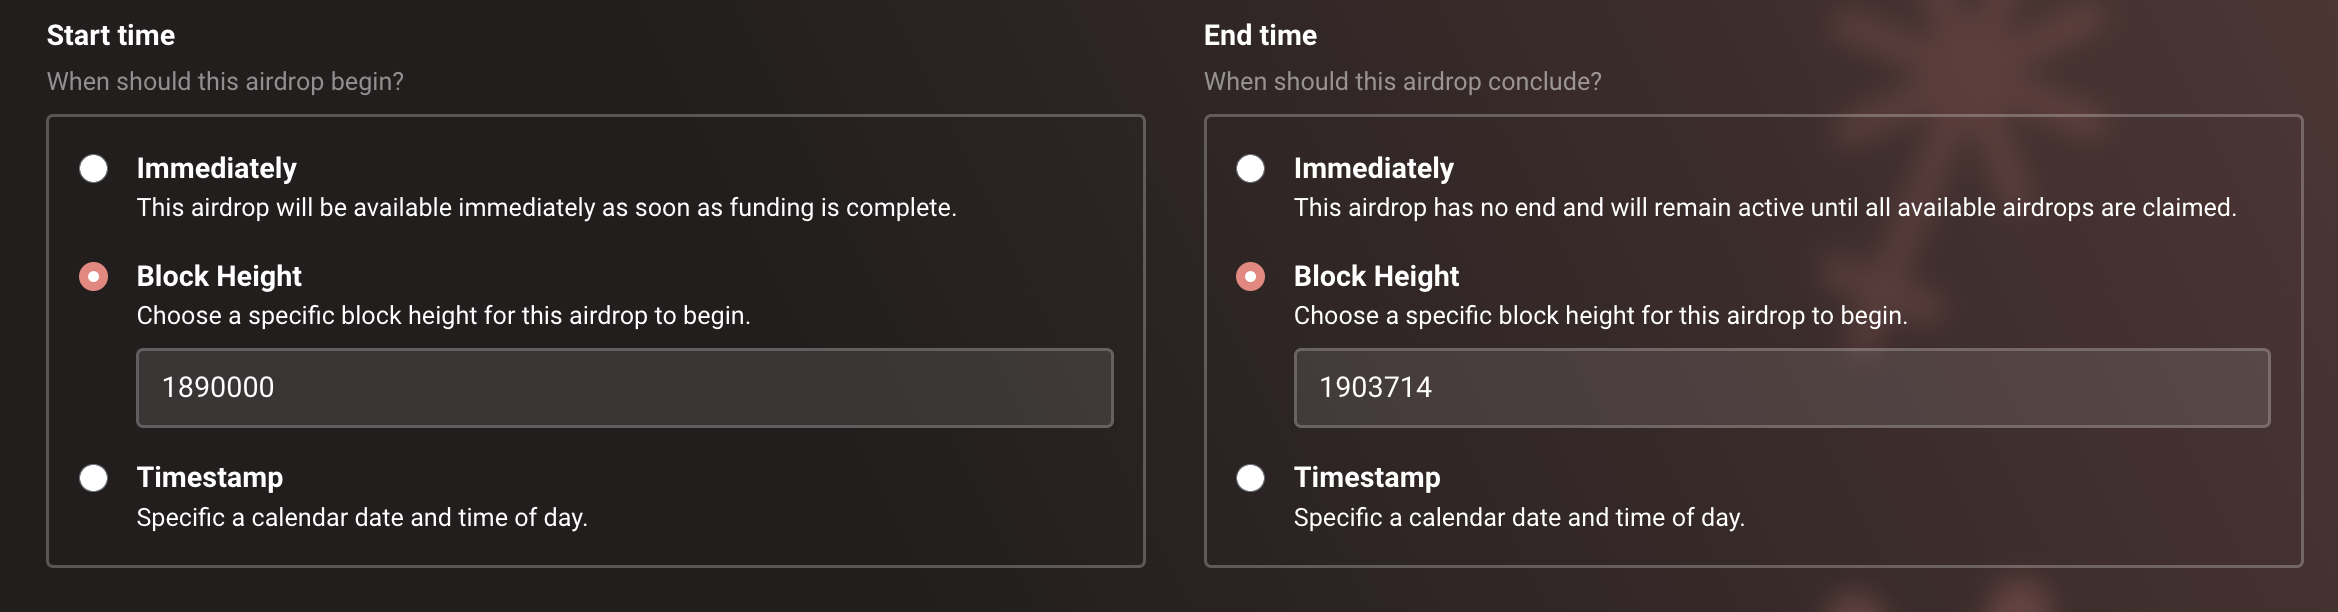 Start time
When should this airdrop begin?
Immediately
This airdrop will be available immediately as soon as funding is complete.
Block Height
Choose a specific block height for this airdrop to begin.
1890000
Timestamp
Specific a calendar date and time of day.
End time
When should this airdrop conclude?
Immediately
This airdrop has no end and will remain active until all available airdrops are claimed.
Block Height
Choose a specific block height for this airdrop to begin.
1903714
Timestamp
Specific a calendar date and time of day.